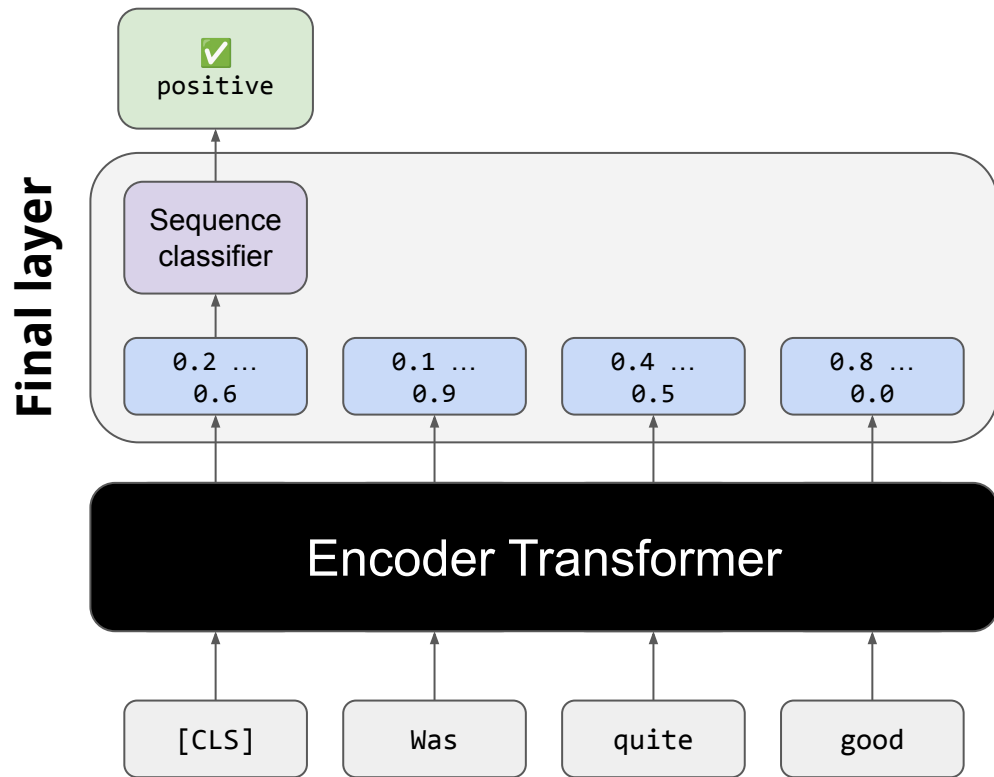 ✅
positive
Final layer
Sequence
classifier
0.2 …
0.6
0.1 …
0.9
0.4 …
0.5
0.8 …
0.0
Encoder Transformer
[CLS]
Was
quite
good